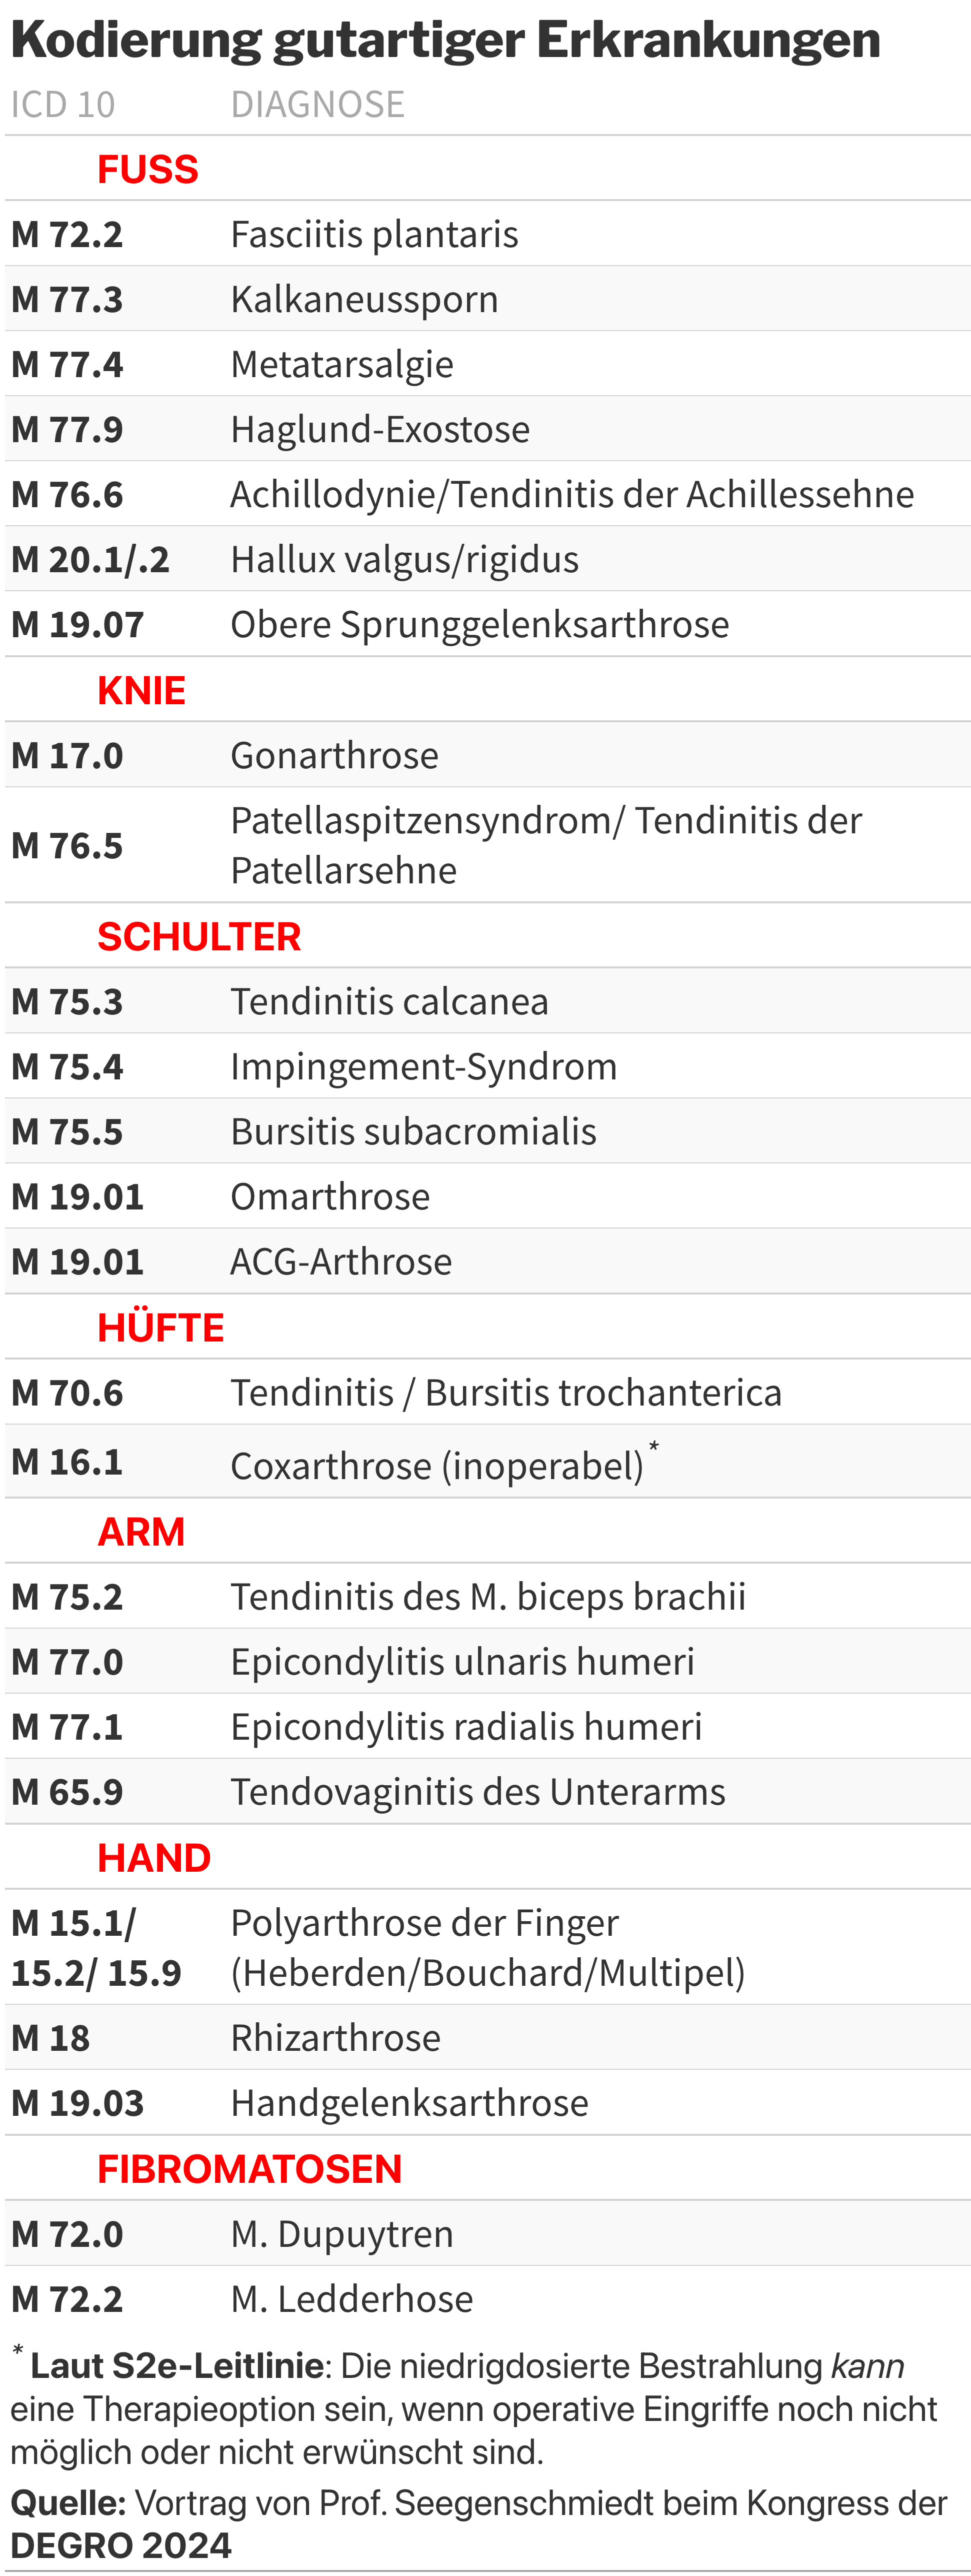 Kodierung gutartiger Erkrankungen
ICD 10 DIAGNOSE
FUSS
M 72.2 Fasciitis plantaris
M 77.3 Kalkaneussporn
M 77.4 Metatarsalgie
M 77.9 Haglund-Exostose
M 76.6 Achillodynie/Tendinitis der Achillessehne
M 20.1/.2 Hallux valgus/rigidus
M 19.07 Obere Sprunggelenksarthrose
KNIE
M 17.0 Gonarthrose
M 76.5 Patellaspitzensyndrom/ Tendinitis der
Patellarsehne
SCHULTER
M 75.3 Tendinitis calcanea
M 75.4 Impingement-Syndrom
M 75.5 Bursitis subacromialis
M 19.01 Omarthrose
M 19.01 ACG-Arthrose
HÜFTE
M 70.6 Tendinitis / Bursitis trochanterica
M 16.1 Coxarthrose (inoperabel)*
ARM
M 75.2 Tendinitis des M. biceps brachii
M 77.0 Epicondylitis ulnaris humeri
M 77.1 Epicondylitis radialis humeri
M 65.9 Tendovaginitis des Unterarms
HAND
M 15.1/ Polyarthrose der Finger
15.2/ 15.9 (Heberden/Bouchard/Multipel)
M 18 Rhizarthrose
M 19.03 Handgelenksarthrose
FIBROMATOSEN
M 72.0 M. Dupuytren
M 72.2 M. Ledderhose
* Laut S2e-Leitlinie: Die niedrigdosierte Bestrahlung kann
eine Therapieoption sein, wenn operative Eingriffe noch nicht
möglich oder nicht erwünscht sind.
Quelle: Vortrag von Prof. Seegenschmiedt beim Kongress der
DEGRO 2024